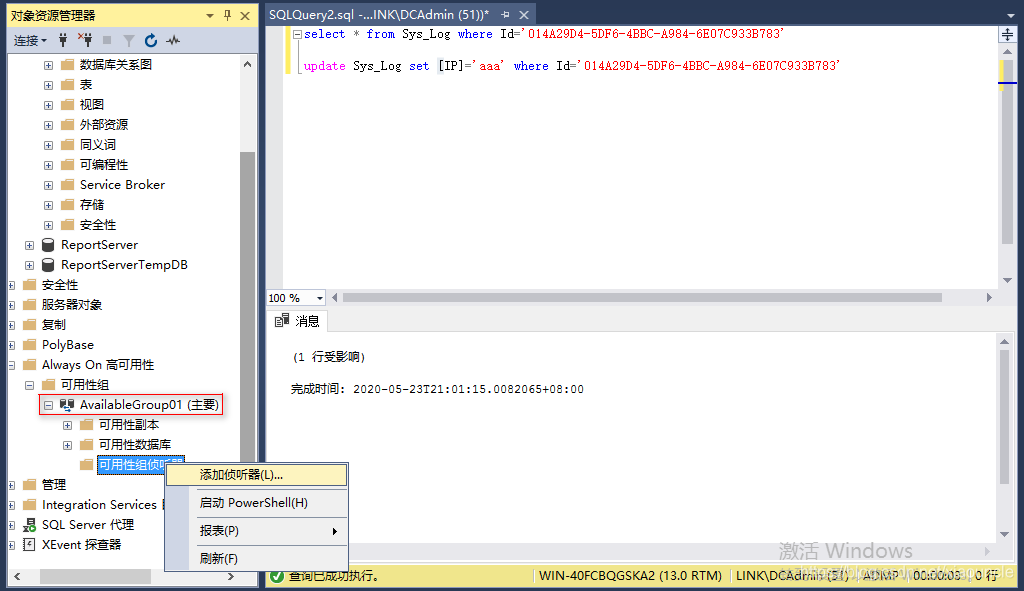 对象资源管理器
连接
数据库关系图
表
视图
外部资源
同义词
可编程性
Service Broker
存储
安全性
ReportServer
ReportServerTempDB
安全性
服务器对象
复制
PolyBase
Always On 高可用性
可用性组
AvailableGroup01 (主要)
可用性副本
可用性数据库
可用性组侦听器
管理
Integration Services
SQL Server 代理
XEvent 探查器
添加侦听器(L)...
启动 PowerShell(H)
报表(P)
刷新(F)
SQLQuery2.sql -...INK\DCAdmin (51))*
select * from Sys_Log where Id='014A29D4-5DF6-4BBC-A984-6E07C933B783'
update Sys_Log set [IP]='aaa' where Id='014A29D4-5DF6-4BBC-A984-6E07C933B783'
100 %
消息
(1 行受影响)
完成时间: 2020-05-23T21:01:15.0082065+08:00
激活 Windows
查询已成功执行。
WIN-40FCBQGSKA2 (13.0 RTM)
LINK\DCAdmin (51)
ADIMP
00:00:03
0 行